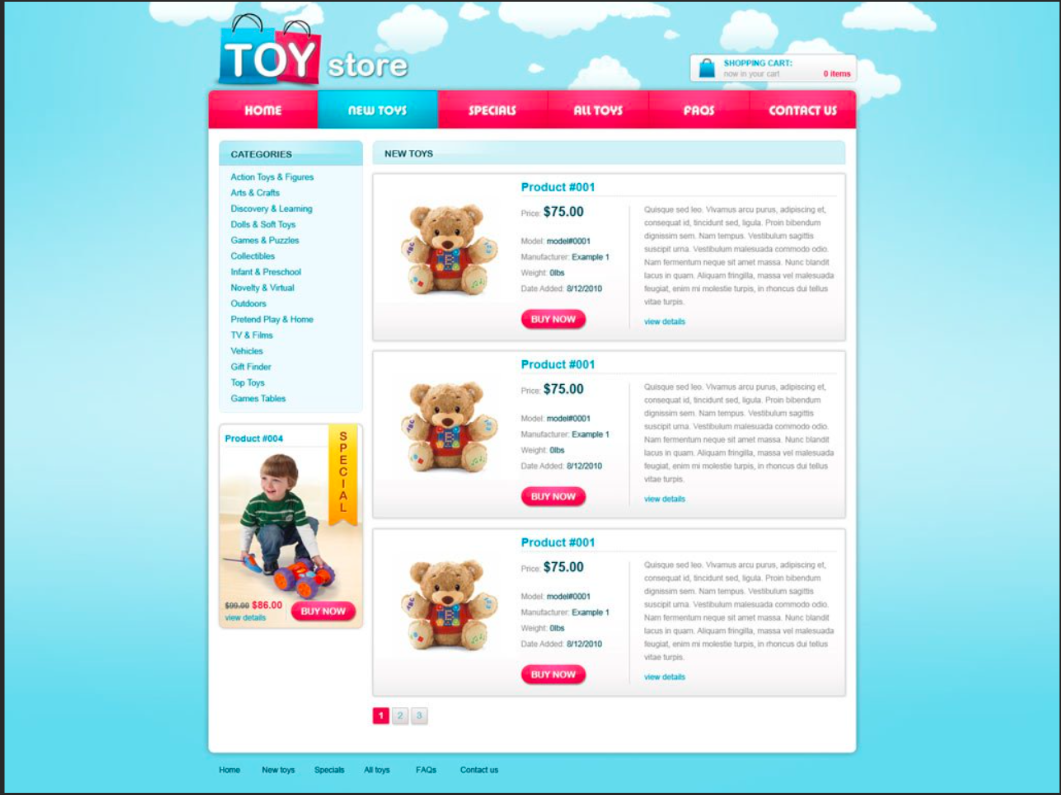 TOY store
SHOPPING CART:
now in your cart 0 items
HOME NEW TOYS SPECIALS ALL TOYS FAQS CONTACT US
CATEGORIES
Action Toys & Figures
Arts & Crafts
Discovery & Learning
Dolls & Soft Toys
Games & Puzzles
Collectibles
Infant & Preschool
Novelty & Virtual
Outdoors
Pretend Play & Home
TV & Films
Vehicles
Gift Finder
Top Toys
Games Tables
Product #004
SPECIAL
$99.00 $86.00
view details
BUY NOW
NEW TOYS
Product #001
Price: $75.00
Model: model#0001
Manufacturer: Example 1
Weight: 0lbs
Date Added: 8/12/2010
BUY NOW
Quisque sed leo. Vivamus arcu purus, adipiscing et,
consequat id, tincidunt sed, ligula. Proin bibendum
dignissim sem. Nam tempus. Vestibulum sagittis
suscipit urna. Vestibulum malesuada commodo odio.
Nam fermentum neque sit amet massa. Nunc blandit
lacus in quam. Aliquam fringilla, massa vel malesuada
feugiat, enim mi molestie turpis, in rhoncus dui tellus
vitae turpis.
view details
Product #001
Price: $75.00
Model: model#0001
Manufacturer: Example 1
Weight: 0lbs
Date Added: 8/12/2010
BUY NOW
Quisque sed leo. Vivamus arcu purus, adipiscing et,
consequat id, tincidunt sed, ligula. Proin bibendum
dignissim sem. Nam tempus. Vestibulum sagittis
suscipit urna. Vestibulum malesuada commodo odio.
Nam fermentum neque sit amet massa. Nunc blandit
lacus in quam. Aliquam fringilla, massa vel malesuada
feugiat, enim mi molestie turpis, in rhoncus dui tellus
vitae turpis.
view details
Product #001
Price: $75.00
Model: model#0001
Manufacturer: Example 1
Weight: 0lbs
Date Added: 8/12/2010
BUY NOW
Quisque sed leo. Vivamus arcu purus, adipiscing et,
consequat id, tincidunt sed, ligula. Proin bibendum
dignissim sem. Nam tempus. Vestibulum sagittis
suscipit urna. Vestibulum malesuada commodo odio.
Nam fermentum neque sit amet massa. Nunc blandit
lacus in quam. Aliquam fringilla, massa vel malesuada
feugiat, enim mi molestie turpis, in rhoncus dui tellus
vitae turpis.
view details
1 2 3
Home New toys Specials All toys FAQs Contact us